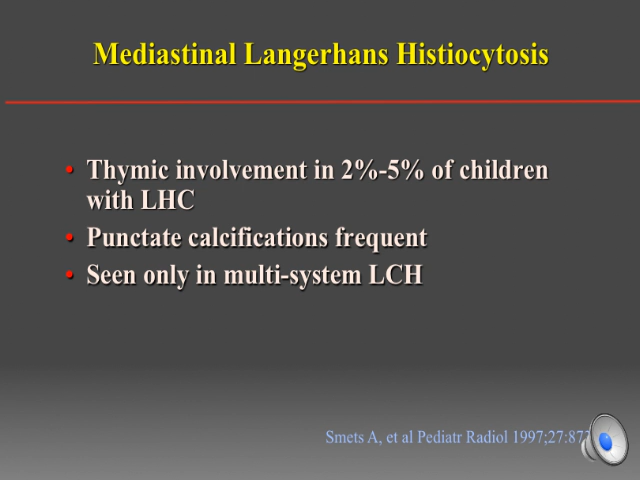 Mediastinal Langerhans Histiocytosis
• Thymic involvement in 2%-5% of children
with LHC
• Punctate calcifications frequent
• Seen only in multi-system LCH
Smets A, et al Pediatr Radiol 1997;27:87